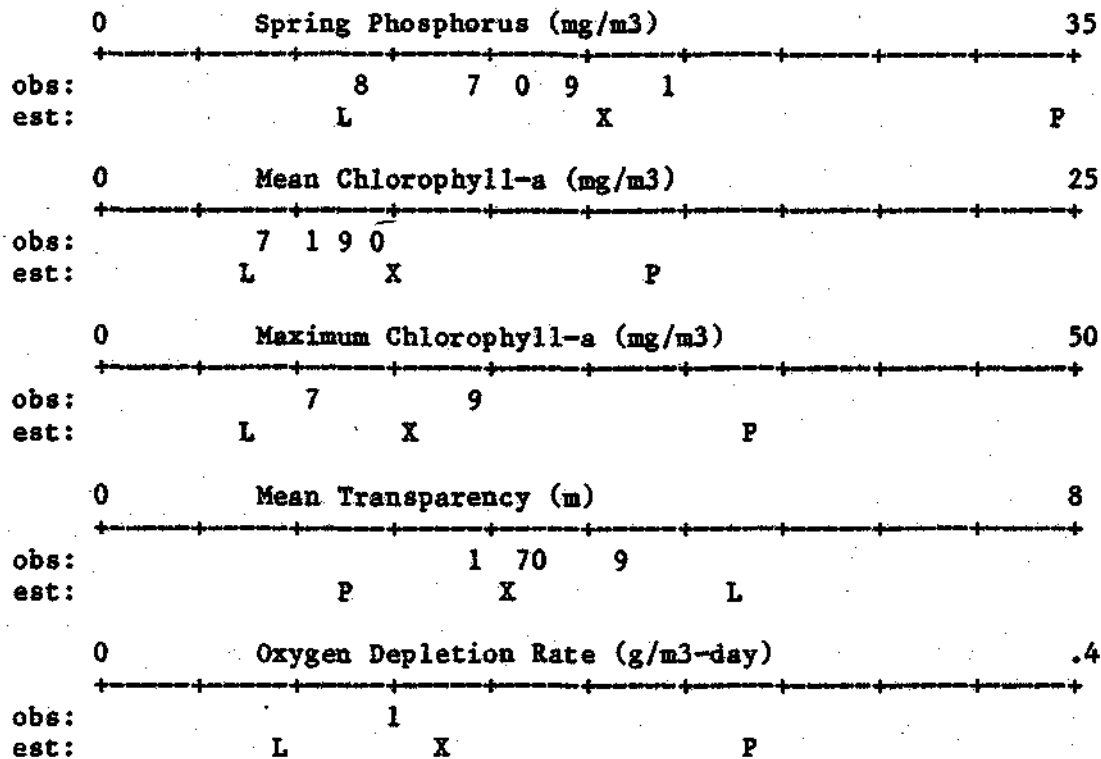 0 Spring Phosphorus (mg/m3) 35
+----+----+----+----+----+----+----+----+----+----+
obs: 8 7 0 9 1
est: L X P
0 Mean Chlorophyll-a (mg/m3) 25
+----+----+----+----+----+----+----+----+----+----+
obs: 7 1 9 0
est: L X P
0 Maximum Chlorophyll-a (mg/m3) 50
+----+----+----+----+----+----+----+----+----+----+
obs: 7 9
est: L X P
0 Mean Transparency (m) 8
+----+----+----+----+----+----+----+----+----+----+
obs: 1 70 9
est: P X L
0 Oxygen Depletion Rate (g/m3-day) .4
+----+----+----+----+----+----+----+----+----+----+
obs: 1
est: L X P